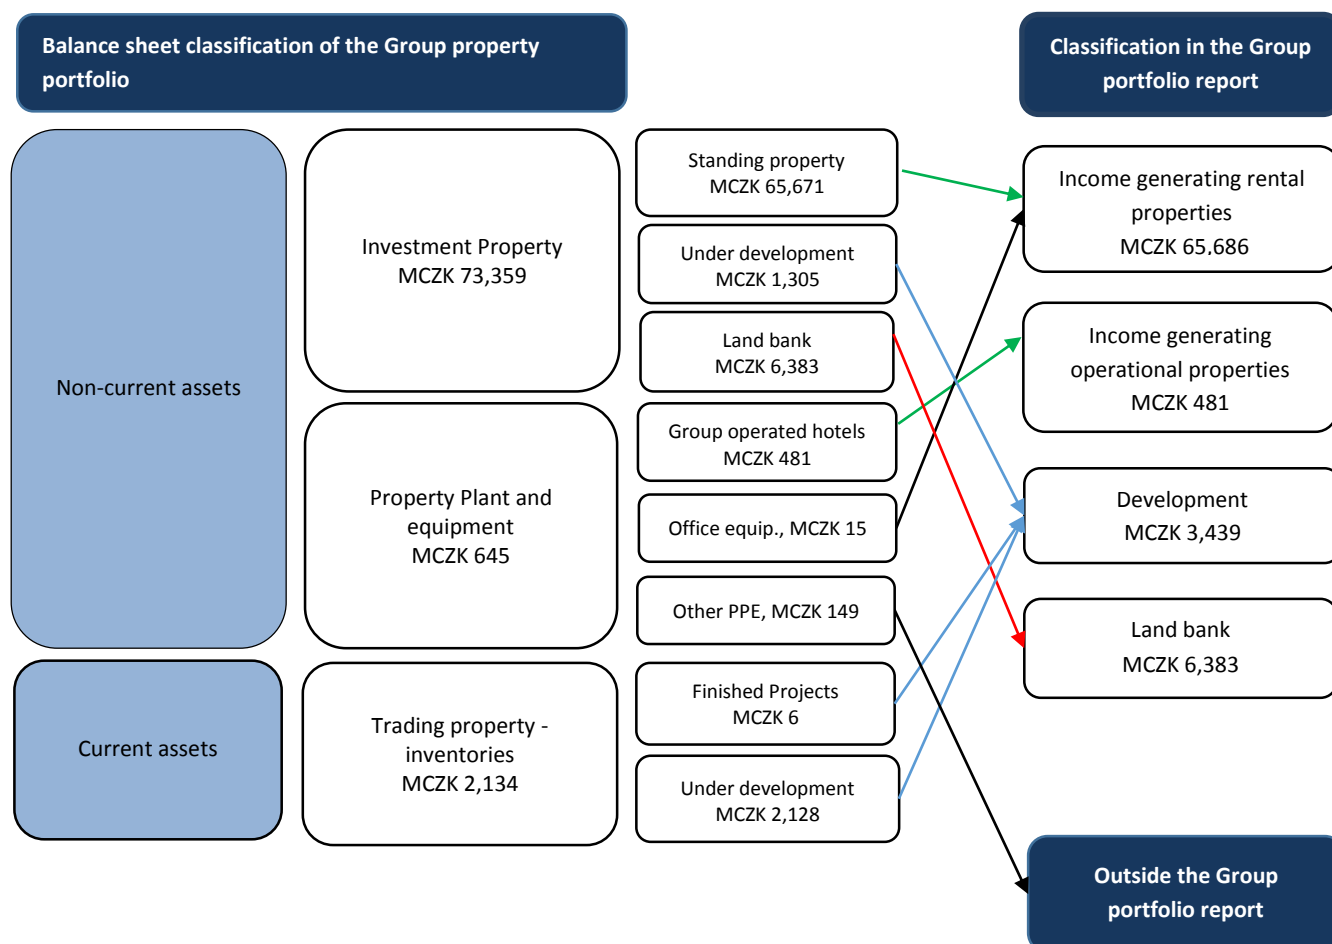 Balance sheet classification of the Group property
portfolio
Classification in the Group
portfolio report
Non-current assets
Current assets
Investment Property
MCZK 73,359
Property Plant and
equipment
MCZK 645
Trading property -
inventories
MCZK 2,134
Standing property
MCZK 65,671
Under development
MCZK 1,305
Land bank
MCZK 6,383
Group operated hotels
MCZK 481
Office equip., MCZK 15
Other PPE, MCZK 149
Finished Projects
MCZK 6
Under development
MCZK 2,128
Income generating rental
properties
MCZK 65.686
Income generating
operational properties
MCZK 481
Development
MCZK 3,439
Land bank
MCZK 6,383
Outside the Group
portfolio report